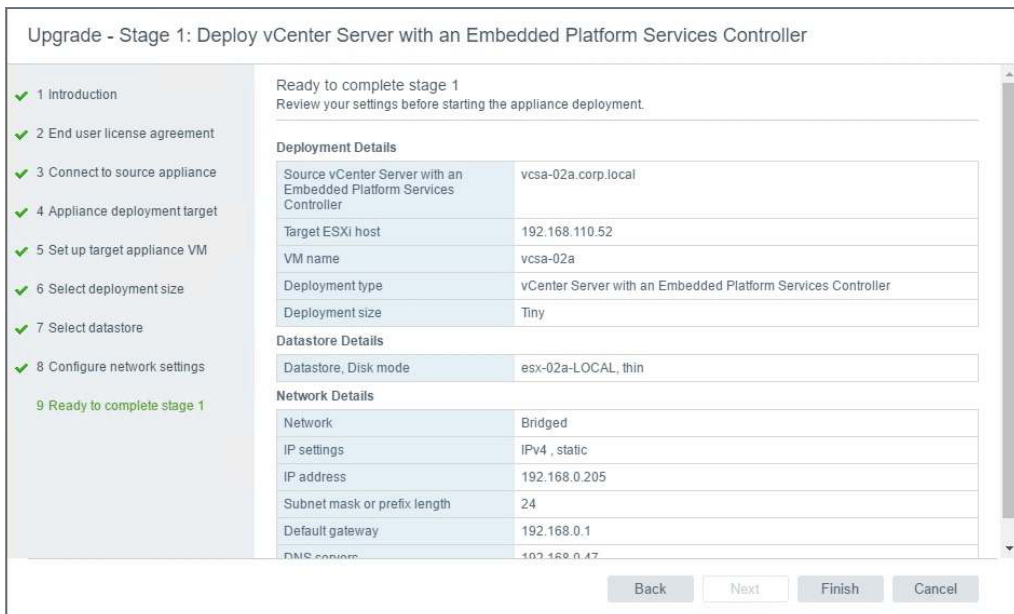 Upgrade - Stage 1: Deploy vCenter Server with an Embedded Platform Services Controller
1 Introduction
2 End user license agreement
3 Connect to source appliance
4 Appliance deployment target
5 Set up target appliance VM
6 Select deployment size
7 Select datastore
8 Configure network settings
9 Ready to complete stage 1
Ready to complete stage 1
Review your settings before starting the appliance deployment.
Deployment Details
Source vCenter Server with an vcsa-02a.corp.local
Embedded Platform Services
Controller
Target ESXi host 192.168.110.52
VM name vcsa-02a
Deployment type vCenter Server with an Embedded Platform Services Controller
Deployment size Tiny
Datastore Details
Datastore, Disk mode esx-02a-LOCAL, thin
Network Details
Network Bridged
IP settings IPv4 , static
IP address 192.168.0.205
Subnet mask or prefix length 24
Default gateway 192.168.0.1
DNS servers 192.168.0.47
Back Next Finish Cancel